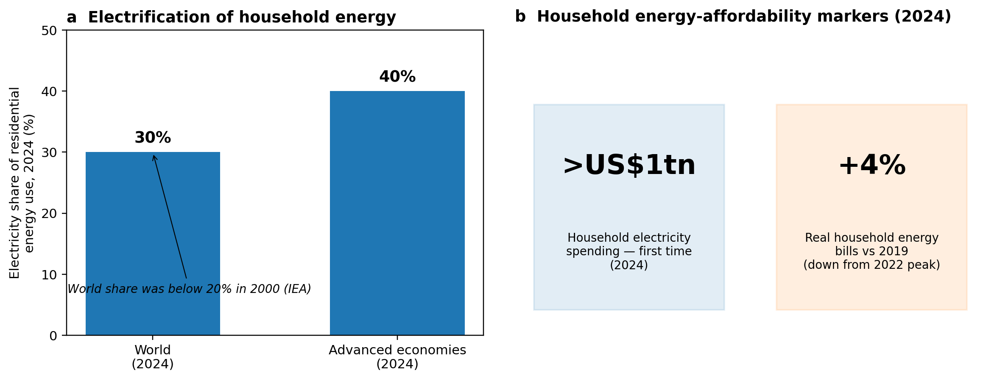 a  Electrification of household energy
Electricity share of residential
energy use, 2024 (%)
50
40
30
20
10
0
30%
40%
World share was below 20% in 2000 (IEA)
World
(2024)
Advanced economies
(2024)
b  Household energy-affordability markers (2024)
>US$1tn
Household electricity
spending — first time
(2024)
+4%
Real household energy
bills vs 2019
(down from 2022 peak)